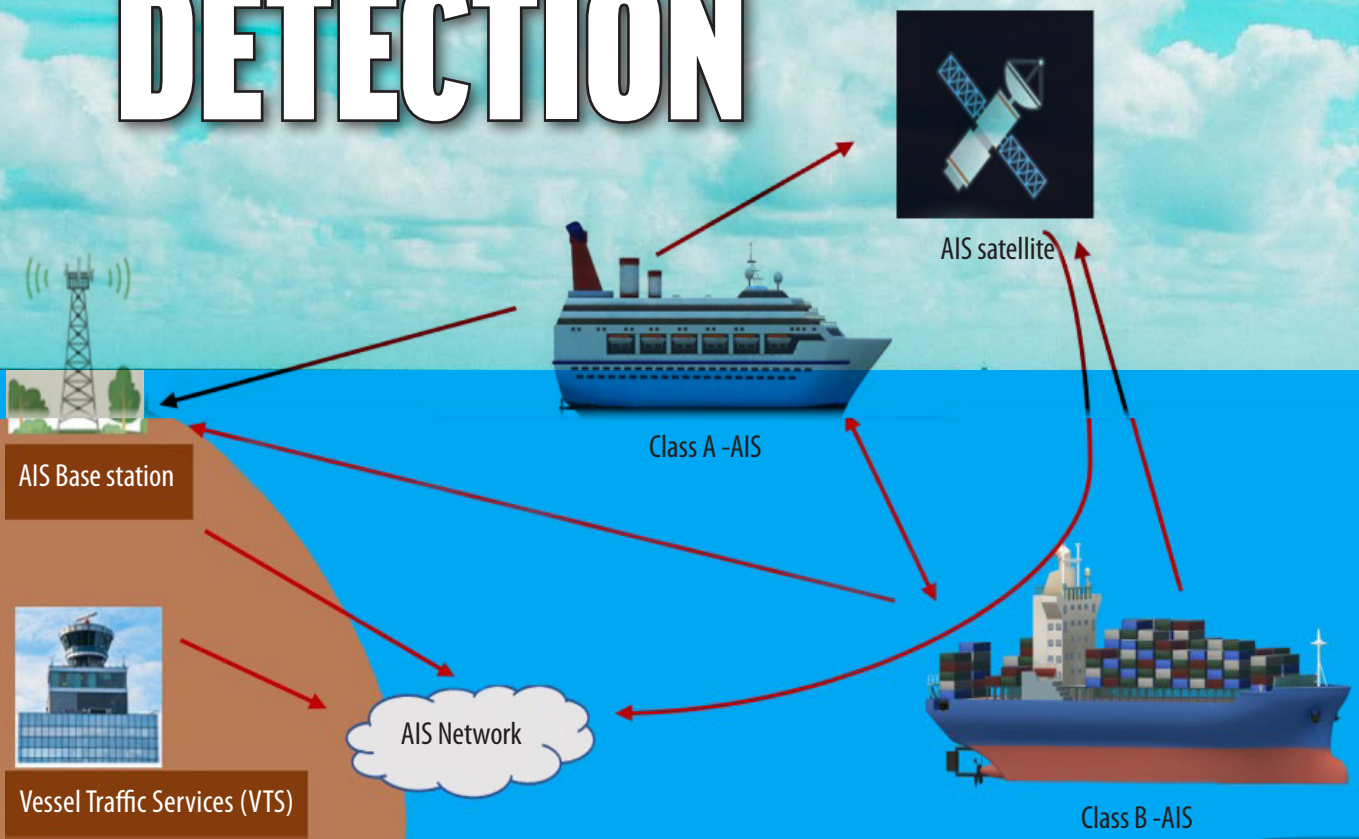 DETECTION
AIS satellite
Class A -AIS
AIS Base station
AIS Network
Vessel Traffic Services (VTS)
Class B -AIS